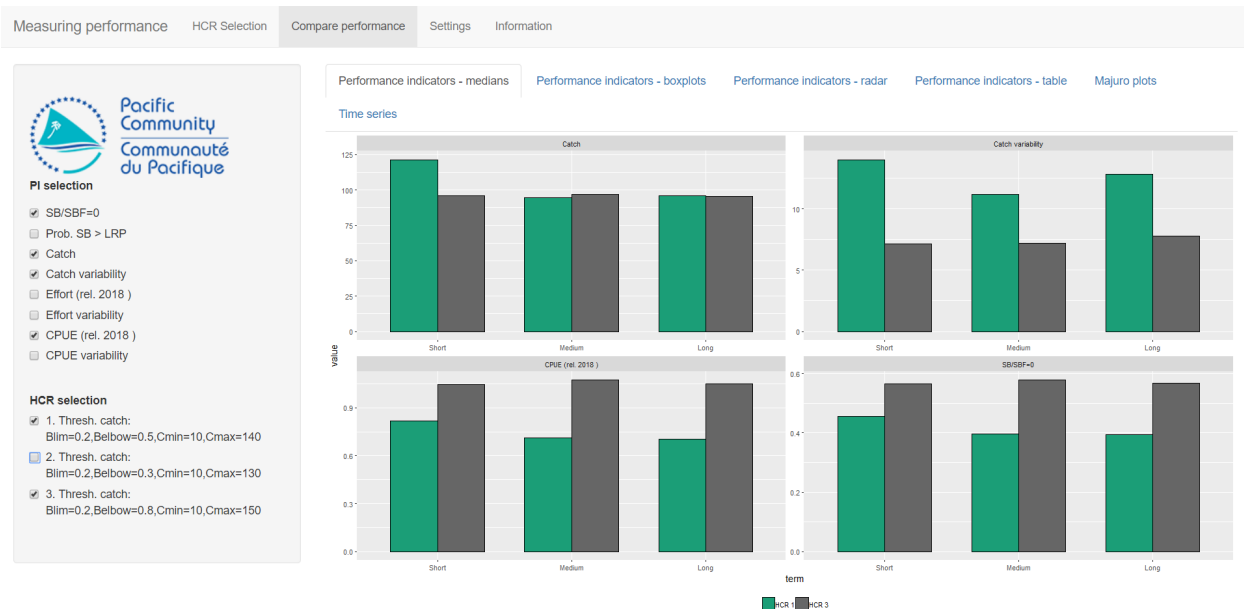 Measuring performance HCR Selection Compare performance Settings Information
Pacific
Community
Communauté
du Pacifique
PI selection
SB/SBF=0
Prob. SB > LRP
Catch
Catch variability
Effort (rel. 2018 )
Effort variability
CPUE (rel. 2018 )
CPUE variability
HCR selection
1. Thresh. catch:
Blim=0.2,Belbow=0.5,Cmin=10,Cmax=140
2. Thresh. catch:
Blim=0.2,Belbow=0.3,Cmin=10,Cmax=130
3. Thresh. catch:
Blim=0.2,Belbow=0.8,Cmin=10,Cmax=150
Performance indicators - medians Performance indicators - boxplots Performance indicators - radar Performance indicators - table Majuro plots
Time series
value
Catch
125
100
75
50
25
0
Short Medium Long
Catch variability
10
5
0
Short Medium Long
CPUE (rel. 2018 )
0.9
0.6
0.3
0.0
Short Medium Long
SB/SBF=0
0.6
0.4
0.2
0.0
Short Medium Long
term
HCR 1 HCR 3